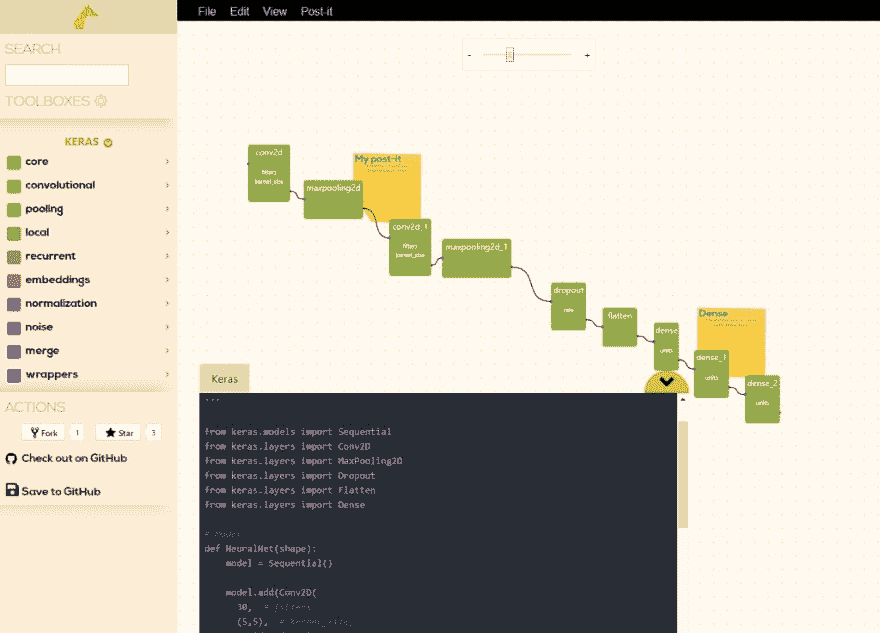 File Edit View Post-it
SEARCH
TOOLBOXES
KERAS
core
convolutional
pooling
local
recurrent
embeddings
normalization
noise
merge
wrappers
ACTIONS
Fork 1 Star 3
Check out on GitHub
Save to GitHub
- +
conv2d
filters
kernel_size
My post-it
maxpooling2d
conv2d_1
filters
kernel_size
maxpooling2d_1
dropout
rate
flatten
dense
units
Dense
dense_1
units
dense_2
units
Keras
'''
from keras.models import Sequential
from keras.layers import Conv2D
from keras.layers import MaxPooling2D
from keras.layers import Dropout
from keras.layers import Flatten
from keras.layers import Dense
# Model
def NeuralNet(shape):
model = Sequential()
model.add(Conv2D(
30, # filters
(5,5), # kernel_size,